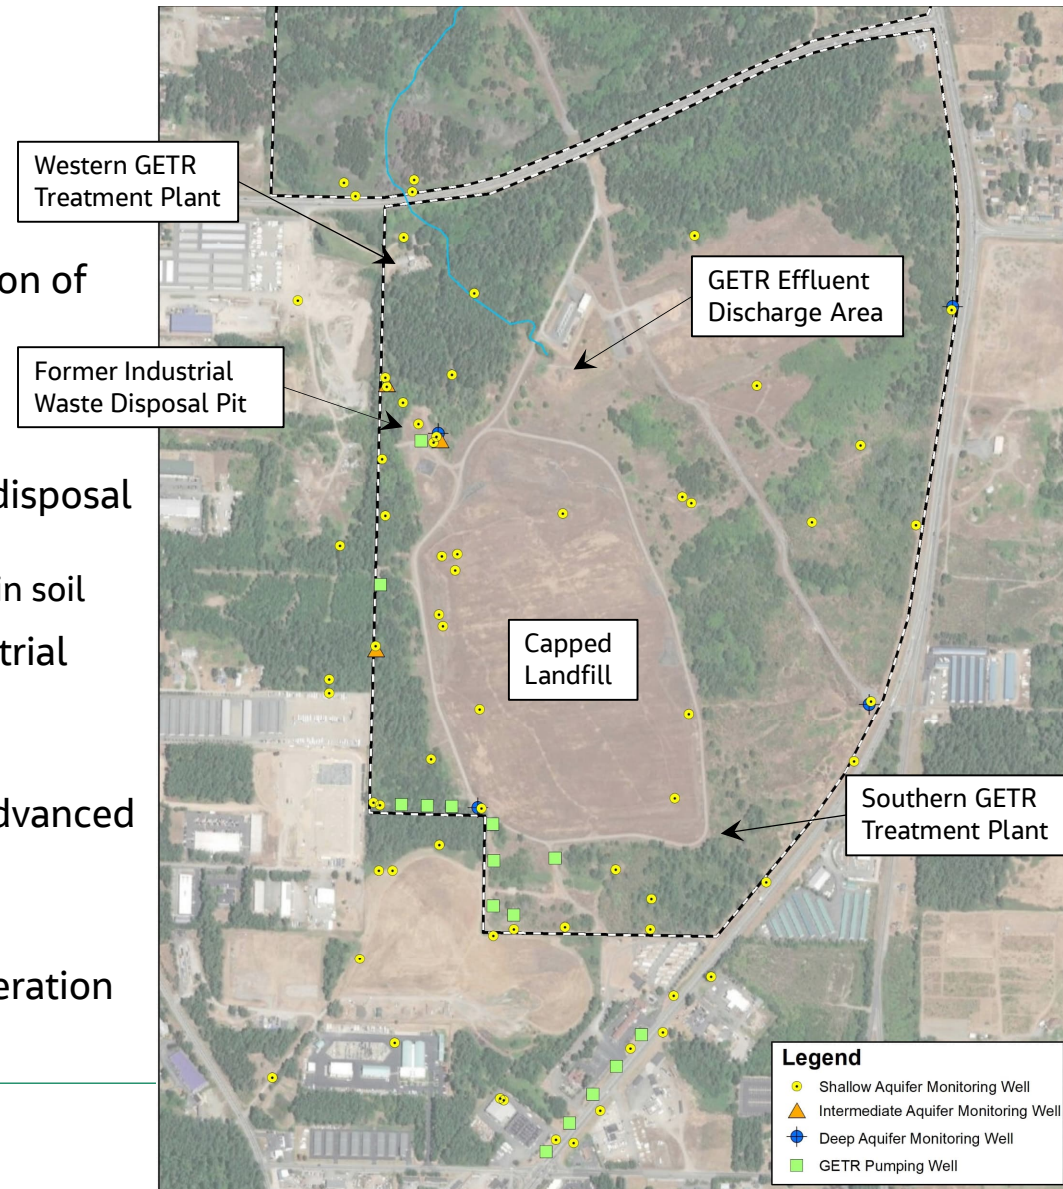 Western GETR
Treatment Plant
on of
GETR Effluent
Discharge Area
Former Industrial
Waste Disposal Pit
disposal
in soil
trial
Capped
Landfill
dvanced
Southern GETR
Treatment Plant
eration
Legend
Shallow Aquifer Monitoring Well
Intermediate Aquifer Monitoring Well
Deep Aquifer Monitoring Well
GETR Pumping Well